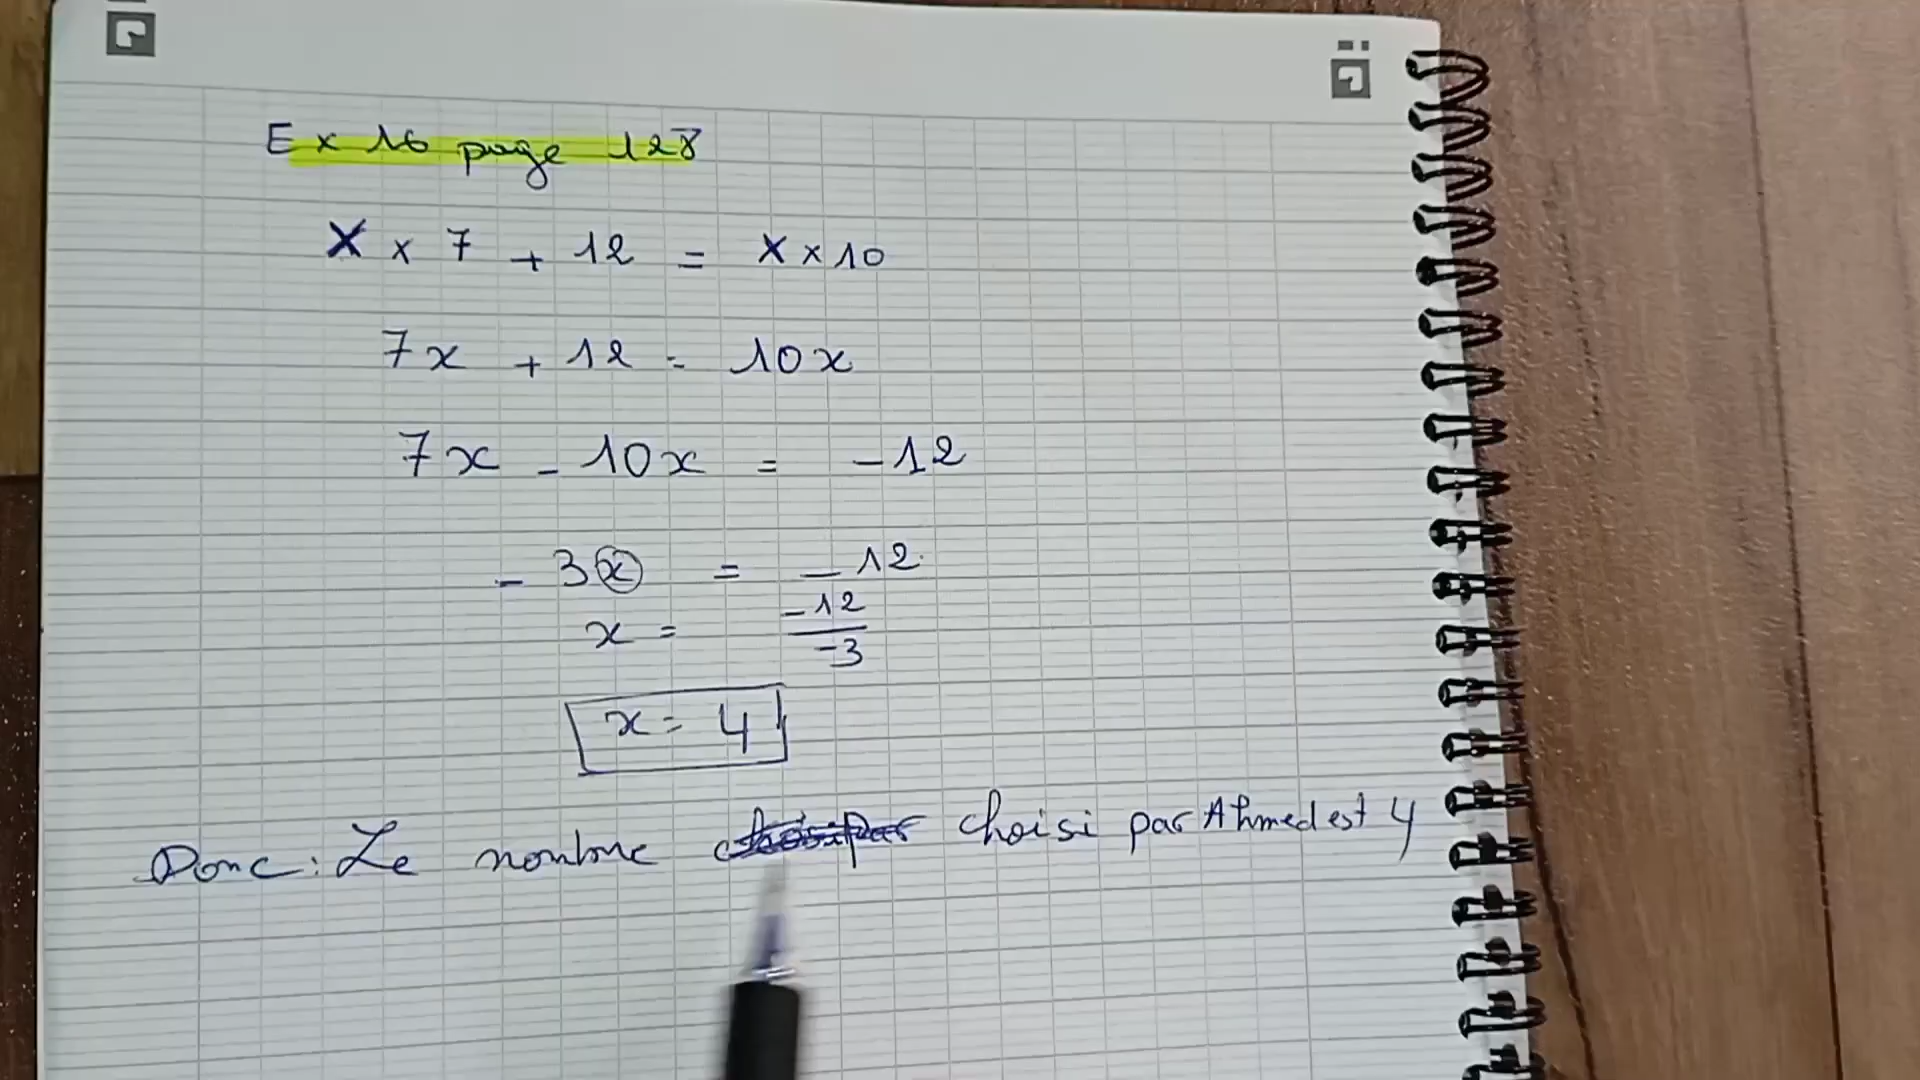 Ex 16 page 128
X × 7 + 12 = X × 10
7x + 12 = 10x
7x - 10x = -12
- 3x = -12
x = -12/-3
x = 4
Donc : Le nombre choisi par Ahmed est 4